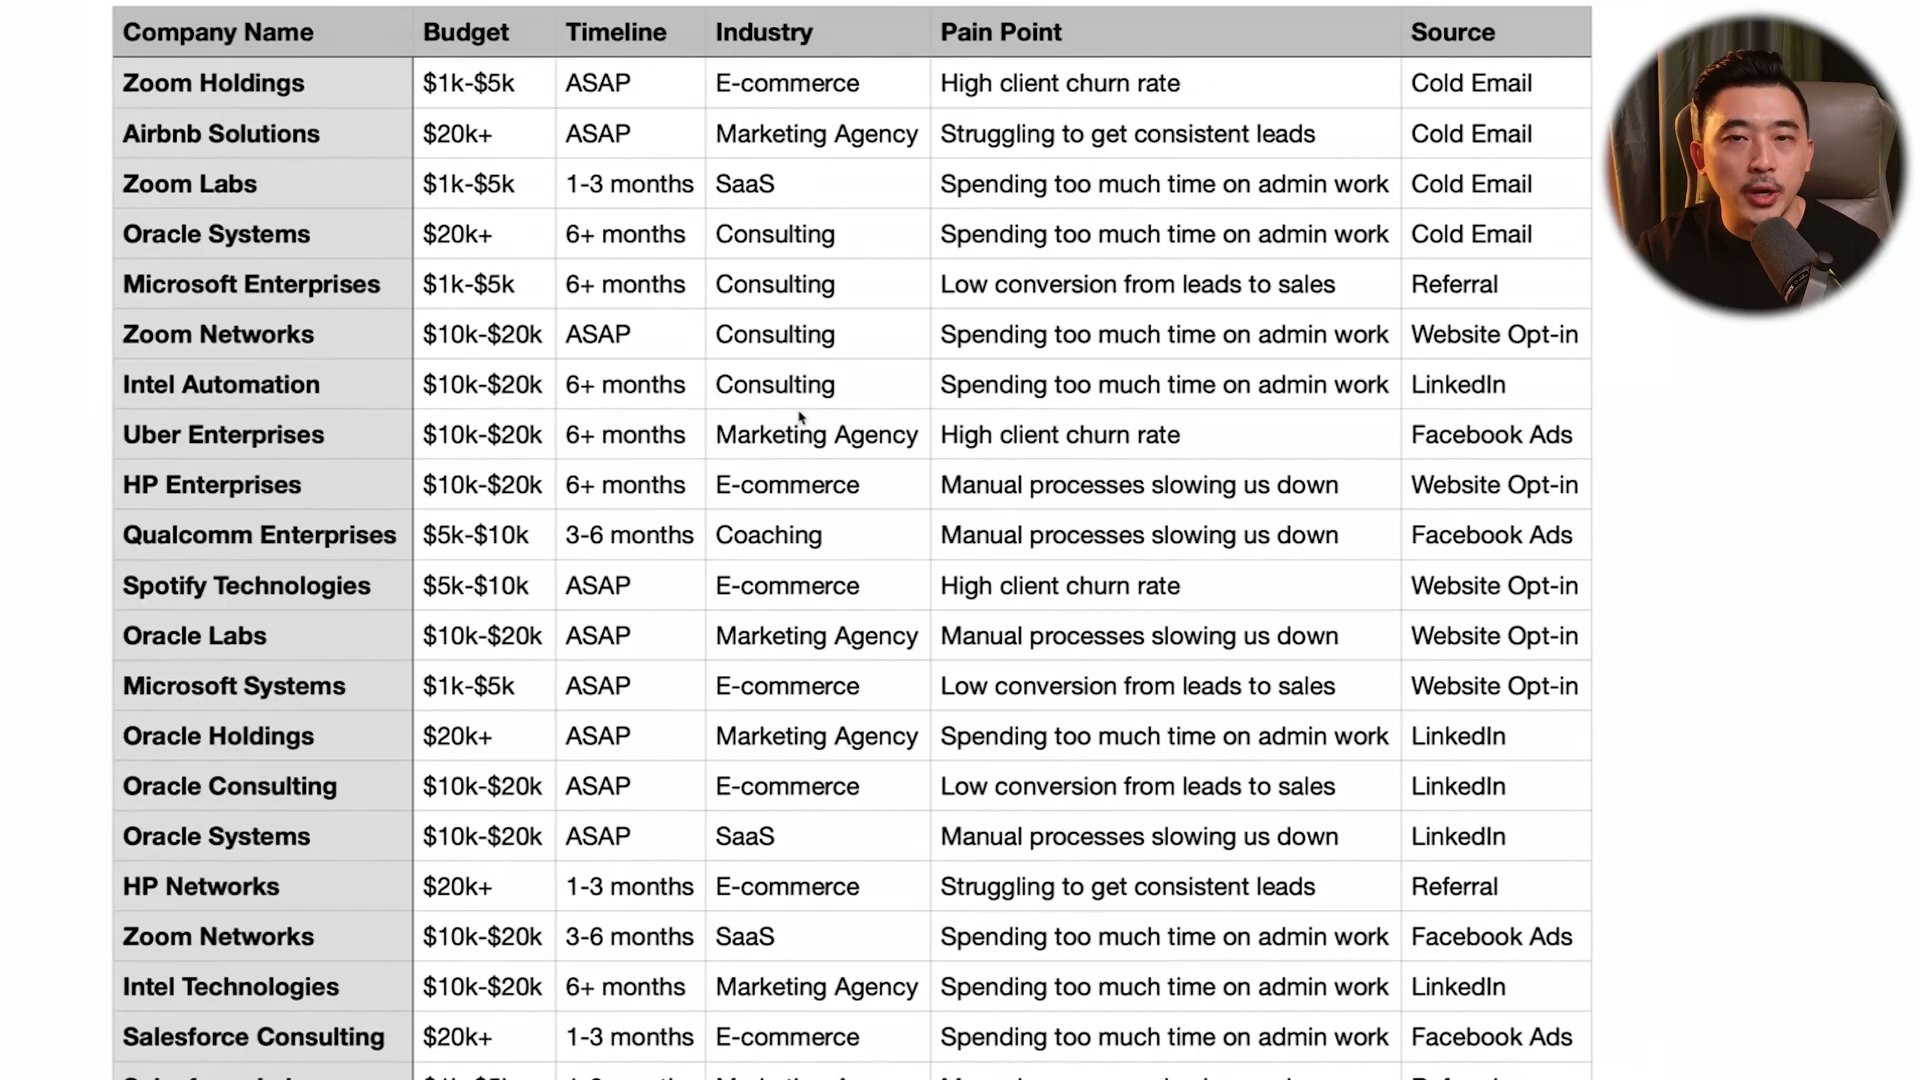 Company Name Budget Timeline Industry Pain Point Source
Zoom Holdings $1k-$5k ASAP E-commerce High client churn rate Cold Email
Airbnb Solutions $20k+ ASAP Marketing Agency Struggling to get consistent leads Cold Email
Zoom Labs $1k-$5k 1-3 months SaaS Spending too much time on admin work Cold Email
Oracle Systems $20k+ 6+ months Consulting Spending too much time on admin work Cold Email
Microsoft Enterprises $1k-$5k 6+ months Consulting Low conversion from leads to sales Referral
Zoom Networks $10k-$20k ASAP Consulting Spending too much time on admin work Website Opt-in
Intel Automation $10k-$20k 6+ months Consulting Spending too much time on admin work LinkedIn
Uber Enterprises $10k-$20k 6+ months Marketing Agency High client churn rate Facebook Ads
HP Enterprises $10k-$20k 6+ months E-commerce Manual processes slowing us down Website Opt-in
Qualcomm Enterprises $5k-$10k 3-6 months Coaching Manual processes slowing us down Facebook Ads
Spotify Technologies $5k-$10k ASAP E-commerce High client churn rate Website Opt-in
Oracle Labs $10k-$20k ASAP Marketing Agency Manual processes slowing us down Website Opt-in
Microsoft Systems $1k-$5k ASAP E-commerce Low conversion from leads to sales Website Opt-in
Oracle Holdings $20k+ ASAP Marketing Agency Spending too much time on admin work LinkedIn
Oracle Consulting $10k-$20k ASAP E-commerce Low conversion from leads to sales LinkedIn
Oracle Systems $10k-$20k ASAP SaaS Manual processes slowing us down LinkedIn
HP Networks $20k+ 1-3 months E-commerce Struggling to get consistent leads Referral
Zoom Networks $10k-$20k 3-6 months SaaS Spending too much time on admin work Facebook Ads
Intel Technologies $10k-$20k 6+ months Marketing Agency Spending too much time on admin work LinkedIn
Salesforce Consulting $20k+ 1-3 months E-commerce Spending too much time on admin work Facebook Ads